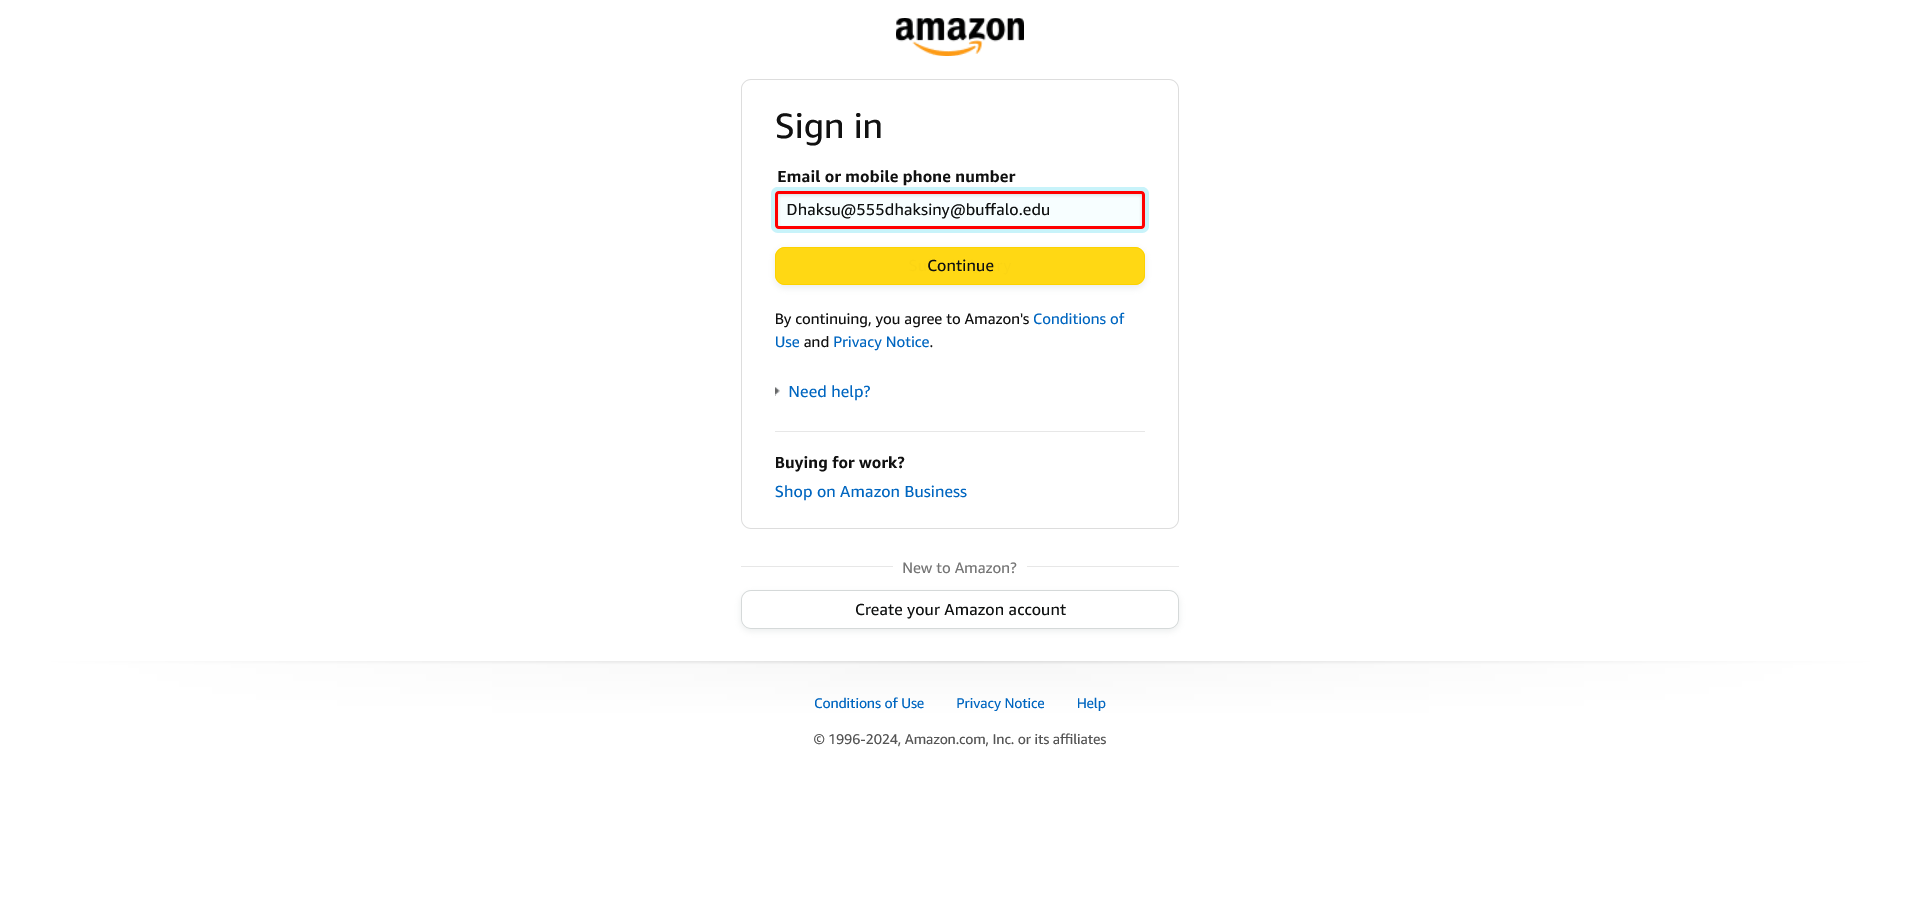 amazon
Sign in
Email or mobile phone number
Dhaksu@555dhaksiny@buffalo.edu
Continue
By continuing, you agree to Amazon's Conditions of
Use and Privacy Notice.
Need help?
Buying for work?
Shop on Amazon Business
New to Amazon?
Create your Amazon account
Conditions of Use Privacy Notice Help
© 1996-2024, Amazon.com, Inc. or its affiliates